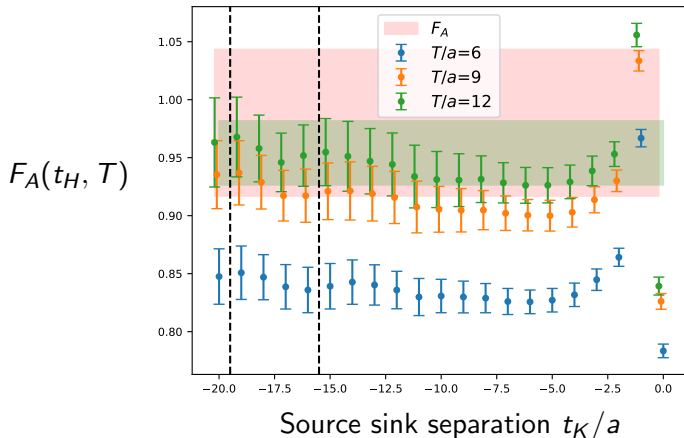 F_A
T/a=6
T/a=9
T/a=12
1.05
1.00
0.95
0.90
0.85
0.80
F_A(t_H, T)
−20.0 −17.5 −15.0 −12.5 −10.0 −7.5 −5.0 −2.5 0.0
Source sink separation t_K/a